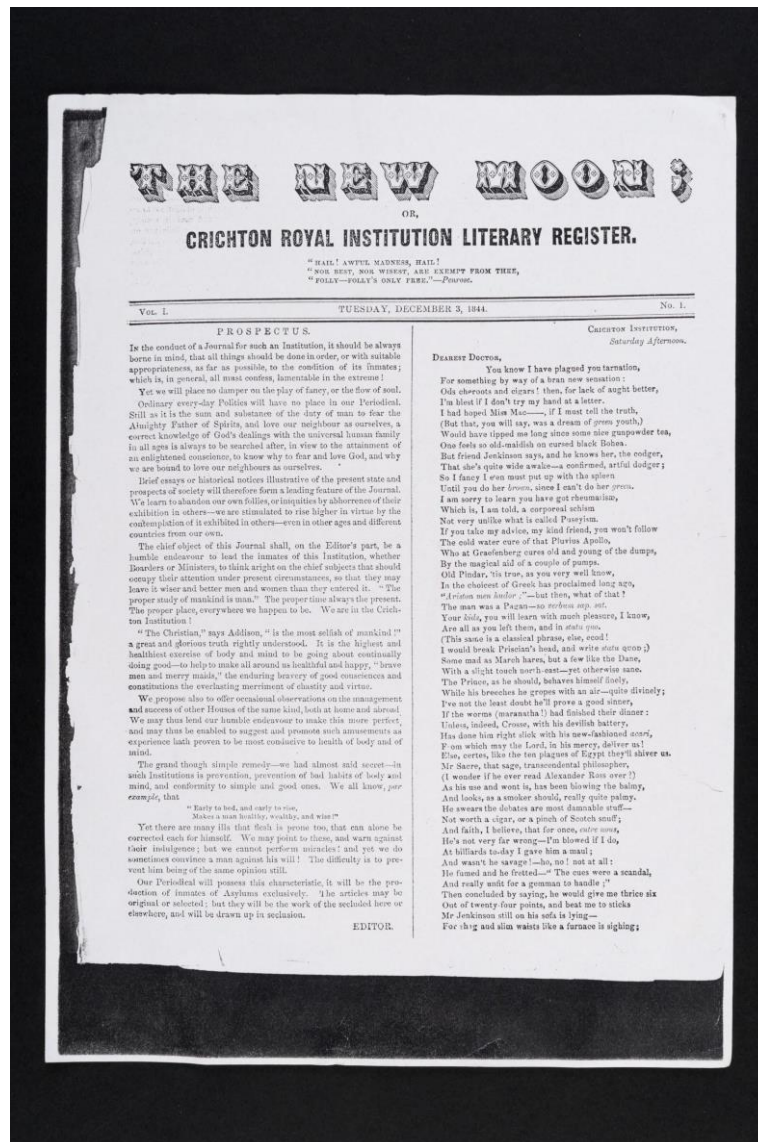 THE NEW MOON;
OR,
CRICHTON ROYAL INSTITUTION LITERARY REGISTER.
"HAIL! AWFUL MADNESS, HAIL!
"NOR BEST, NOR WISEST, ARE EXEMPT FROM THEE,
"FOLLY—FOLLY'S ONLY FREE."—Penrose.
VOL. I. TUESDAY, DECEMBER 3, 1844. No. 1.
PROSPECTUS.
IN the conduct of a Journal for such an Institution, it should be always
borne in mind, that all things should be done in order, or with suitable
appropriateness, as far as possible, to the condition of its inmates;
which is, in general, all must confess, lamentable in the extreme!
Yet we will place no damper on the play of fancy, or the flow of soul.
Ordinary every-day Politics will have no place in our Periodical.
Still as it is the sum and substance of the duty of man to fear the
Almighty Father of Spirits, and love our neighbour as ourselves, a
correct knowledge of God's dealings with the universal human family
in all ages is always to be searched after, in view to the attainment of
an enlightened conscience, to know why to fear and love God, and why
we are bound to love our neighbours as ourselves.
Brief essays or historical notices illustrative of the present state and
prospects of society will therefore form a leading feature of the Journal.
We learn to abandon our own follies, or iniquities by abhorrence of their
exhibition in others—we are stimulated to rise higher in virtue by the
contemplation of it exhibited in others—even in other ages and different
countries from our own.
The chief object of this Journal shall, on the Editor's part, be a
humble endeavour to lead the inmates of this Institution, whether
Boarders or Ministers, to think aright on the chief subjects that should
occupy their attention under present circumstances, so that they may
leave it wiser and better men and women than they entered it. "The
proper study of mankind is man." The proper time always the present.
The proper place, everywhere we happen to be. We are in the Crich-
ton Institution!
"The Christian," says Addison, "is the most selfish of mankind!"
a great and glorious truth rightly understood. It is the highest and
healthiest exercise of body and mind to be going about continually
doing good—to help to make all around us healthful and happy, "brave
men and merry maids," the enduring bravery of good consciences and
constitutions the everlasting merriment of chastity and virtue.
We propose also to offer occasional observations on the management
and success of other Houses of the same kind, both at home and abroad.
We may thus lend our humble endeavour to make this more perfect,
and may thus be enabled to suggest and promote such amusements as
experience hath proven to be most conducive to health of body and of
mind.
The grand though simple remedy—we had almost said secret—in
such Institutions is prevention, prevention of bad habits of body and
mind, and conformity to simple and good ones. We all know, par
example, that
"Early to bed, and early to rise,
Makes a man healthy, wealthy, and wise!"
Yet there are many ills that flesh is prone too, that can alone be
corrected each for himself. We may point to these, and warn against
their indulgence; but we cannot perform miracles! and yet we do
sometimes convince a man against his will! The difficulty is to pre-
vent him being of the same opinion still.
Our Periodical will possess this characteristic, it will be the pro-
duction of inmates of Asylums exclusively. The articles may be
original or selected; but they will be the work of the secluded here or
elsewhere, and will be drawn up in seclusion.
EDITOR.
CRICHTON INSTITUTION,
Saturday Afternoon.
DEAREST DOCTOR,
You know I have plagued you tarnation,
For something by way of a bran new sensation:
Ods cheroots and cigars! then, for lack of aught better,
I'm blest if I don't try my hand at a letter.
I had hoped Miss Mac——, if I must tell the truth,
(But that, you will say, was a dream of green youth,)
Would have tipped me long since some nice gunpowder tea,
One feels so old-maidish on cursed black Bohea.
But friend Jenkinson says, and he knows her, the codger,
That she's quite wide awake—a confirmed, artful dodger;
So I fancy I e'en must put up with the spleen
Until you do her brown, since I can't do her green.
I am sorry to learn you have got rheumatism,
Which is, I am told, a corporeal schism
Not very unlike what is called Puseyism.
If you take my advice, my kind friend, you won't follow
The cold water cure of that Pluvius Apollo,
Who at Graefenberg cures old and young of the dumps,
By the magical aid of a couple of pumps.
Old Pindar, 'tis true, as you very well know,
In the choicest of Greek has proclaimed long ago,
"Ariston men hudor;"—but then, what of that?
The man was a Pagan—so verbum sap. sat.
Your kids, you will learn with much pleasure, I know,
Are all as you left them, and in statu quo.
(This same is a classical phrase, else, ecod!
I would break Priscian's head, and write statu quod;)
Some mad as March hares, but a few like the Dane,
With a slight touch north-east—yet otherwise sane.
The Prince, as he should, behaves himself finely,
While his breeches he gropes with an air—quite divinely;
I've not the least doubt he'll prove a good sinner,
If the worms (maranatha!) had finished their dinner:
Unless, indeed, Crosse, with his devilish battery,
Has done him right slick with his new-fashioned acari,
From which may the Lord, in his mercy, deliver us!
Else, certes, like the ten plagues of Egypt they'll shiver us.
Mr Sacre, that sage, transcendental philosopher,
(I wonder if he ever read Alexander Ross over!)
As his use and wont is, has been blowing the balmy,
And looks, as a smoker should, really quite palmy.
He swears the debates are most damnable stuff—
Not worth a cigar, or a pinch of Scotch snuff;
And faith, I believe, that for once, entre nous,
He's not very far wrong—I'm blowed if I do,
At billiards to-day I gave him a maul;
And wasn't he savage!—ho, no! not at all:
He fumed and he fretted—"The cues were a scandal,
And really unfit for a gemman to handle;"
Then concluded by saying, he would give me thrice six
Out of twenty-four points, and beat me to sticks
Mr Jenkinson still on his sofa is lying—
For shag and slim waists like a furnace is sighing;